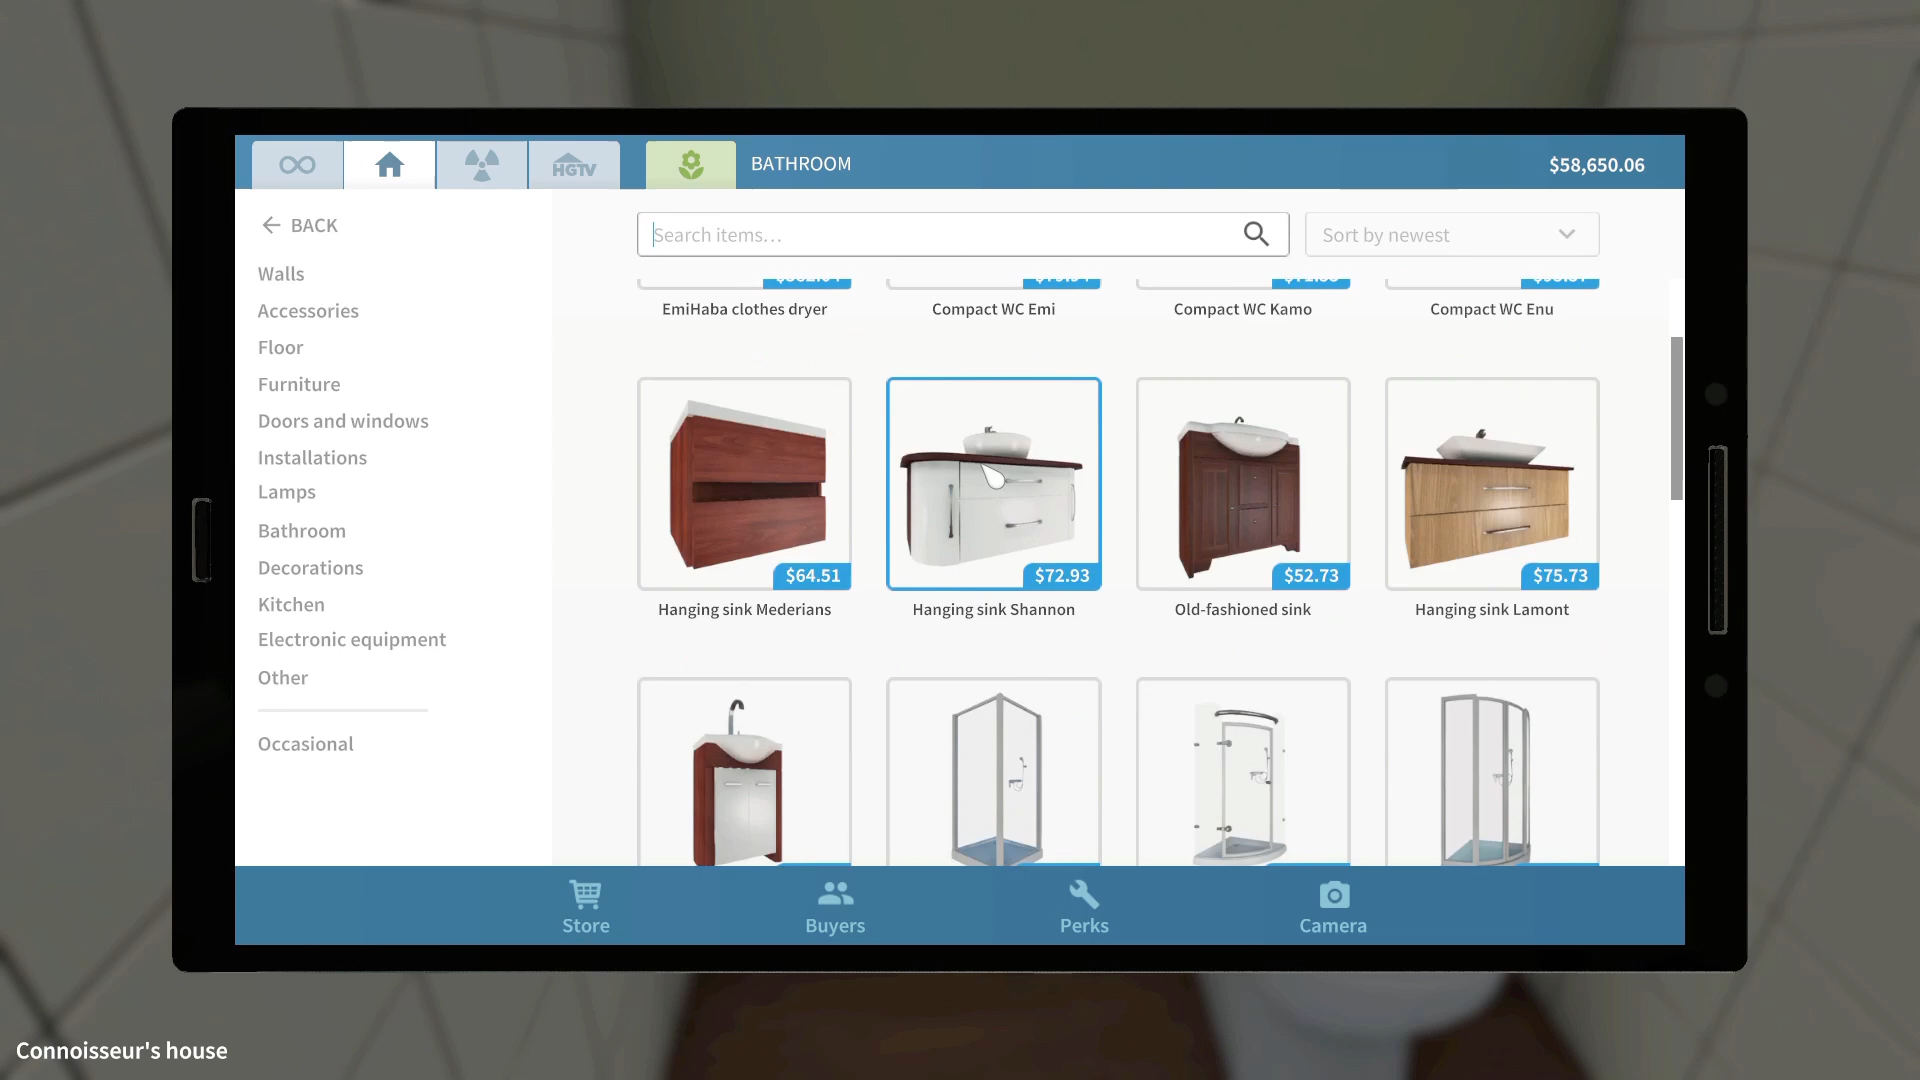 HGTV
BATHROOM
$58,650.06
BACK
Search items...
Sort by newest
Walls
Accessories
Floor
Furniture
Doors and windows
Installations
Lamps
Bathroom
Decorations
Kitchen
Electronic equipment
Other
Occasional
EmiHaba clothes dryer
Compact WC Emi
Compact WC Kamo
Compact WC Enu
$64.51
$72.93
$52.73
$75.73
Hanging sink Mederians
Hanging sink Shannon
Old-fashioned sink
Hanging sink Lamont
Store
Buyers
Perks
Camera
Connoisseur's house